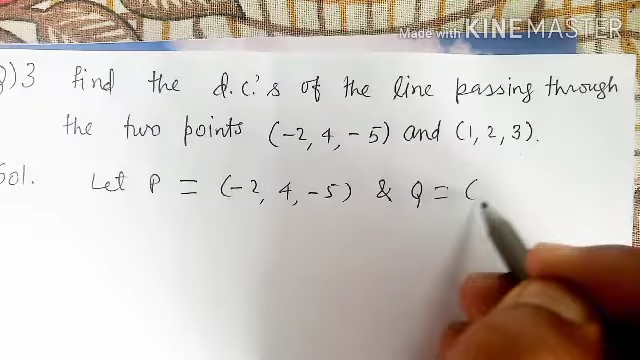 Made with KINEMASTER
Q)3 find the d.c.'s of the line passing through
the two points (-2, 4, -5) and (1, 2, 3).
Sol. Let P = (-2, 4, -5) & Q = (